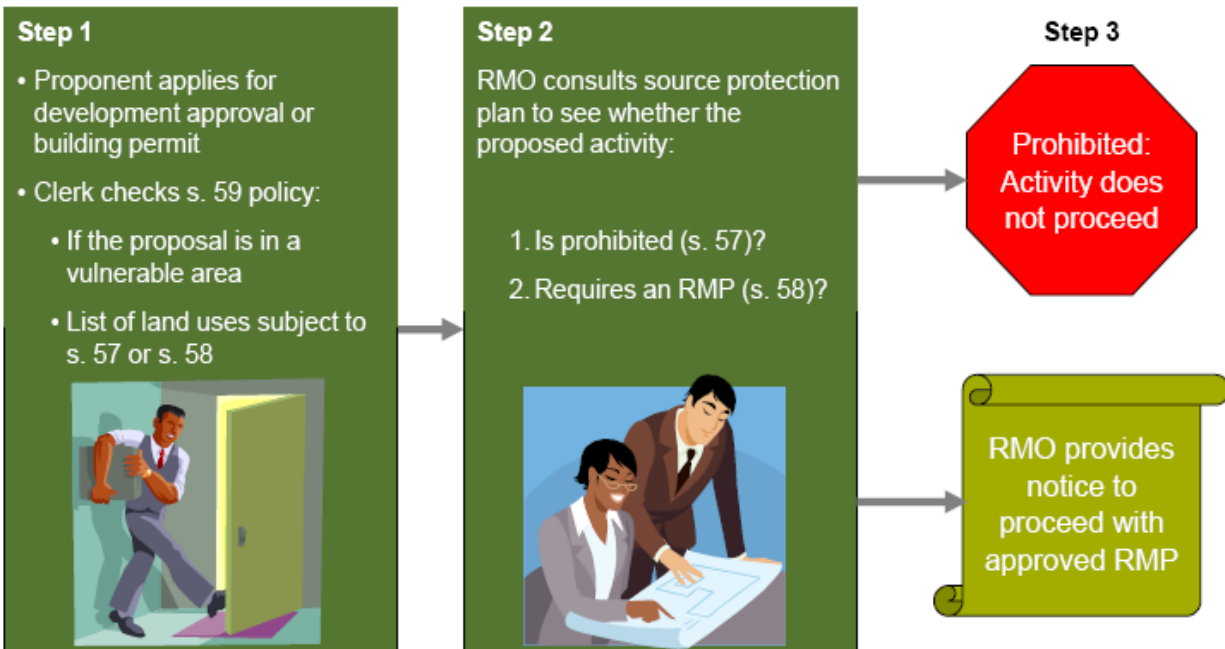 Step 1
• Proponent applies for
development approval or
building permit
• Clerk checks s. 59 policy:
• If the proposal is in a
vulnerable area
• List of land uses subject to
s. 57 or s. 58
Step 2
RMO consults source protection
plan to see whether the
proposed activity:
1. Is prohibited (s. 57)?
2. Requires an RMP (s. 58)?
Step 3
Prohibited:
Activity does
not proceed
RMO provides
notice to
proceed with
approved RMP